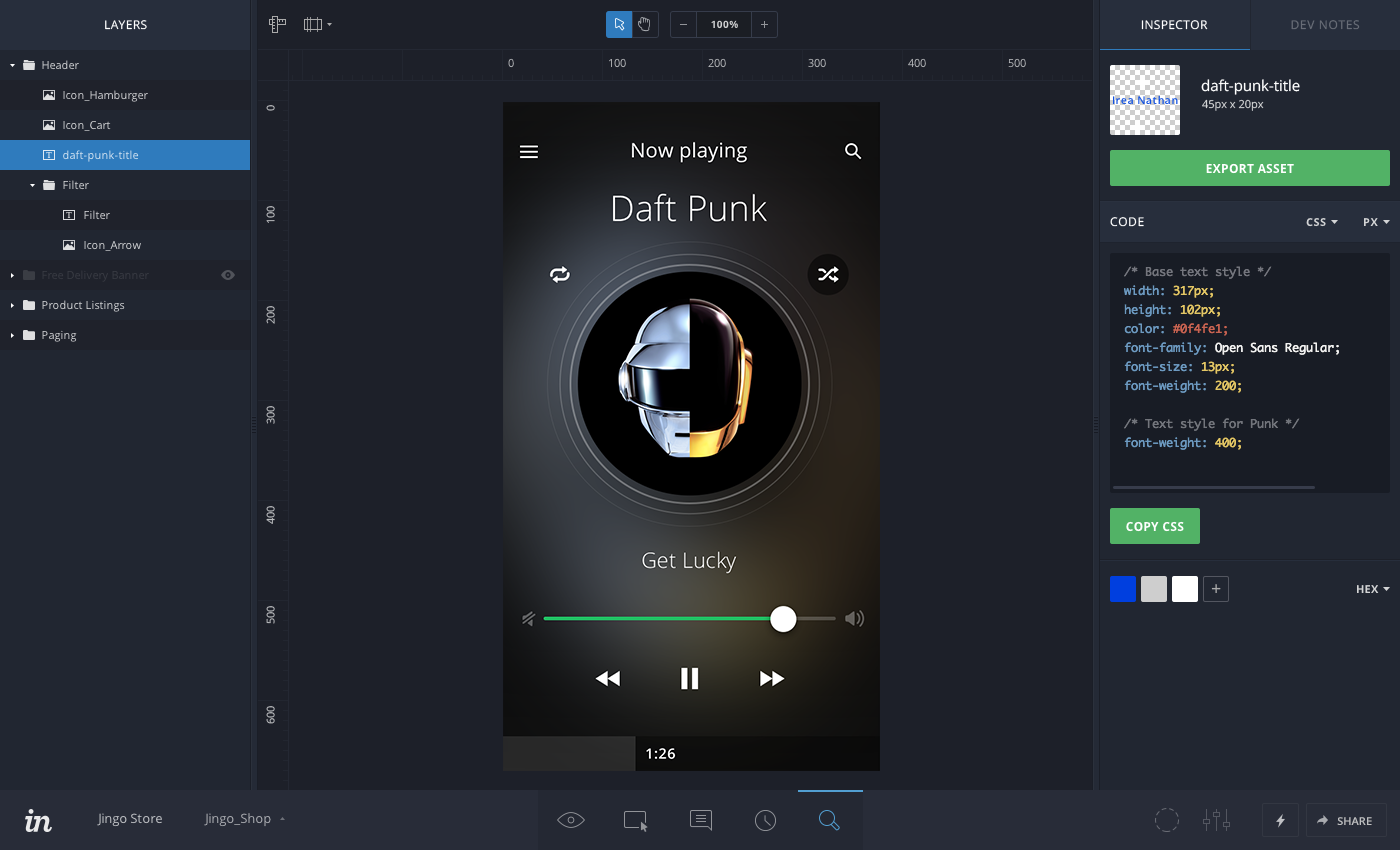 LAYERS
Header
Icon_Hamburger
Icon_Cart
daft-punk-title
Filter
Filter
Icon_Arrow
Free Delivery Banner
Product Listings
Paging
100%
0 100 200 300 400 500
0
100
200
300
400
500
600
Now playing
Daft Punk
Get Lucky
1:26
INSPECTOR DEV NOTES
Irea Nathan
daft-punk-title
45px x 20px
EXPORT ASSET
CODE CSS PX
/* Base text style */
width: 317px;
height: 102px;
color: #0f4fe1;
font-family: Open Sans Regular;
font-size: 13px;
font-weight: 200;
/* Text style for Punk */
font-weight: 400;
COPY CSS
HEX
in Jingo Store Jingo_Shop
SHARE